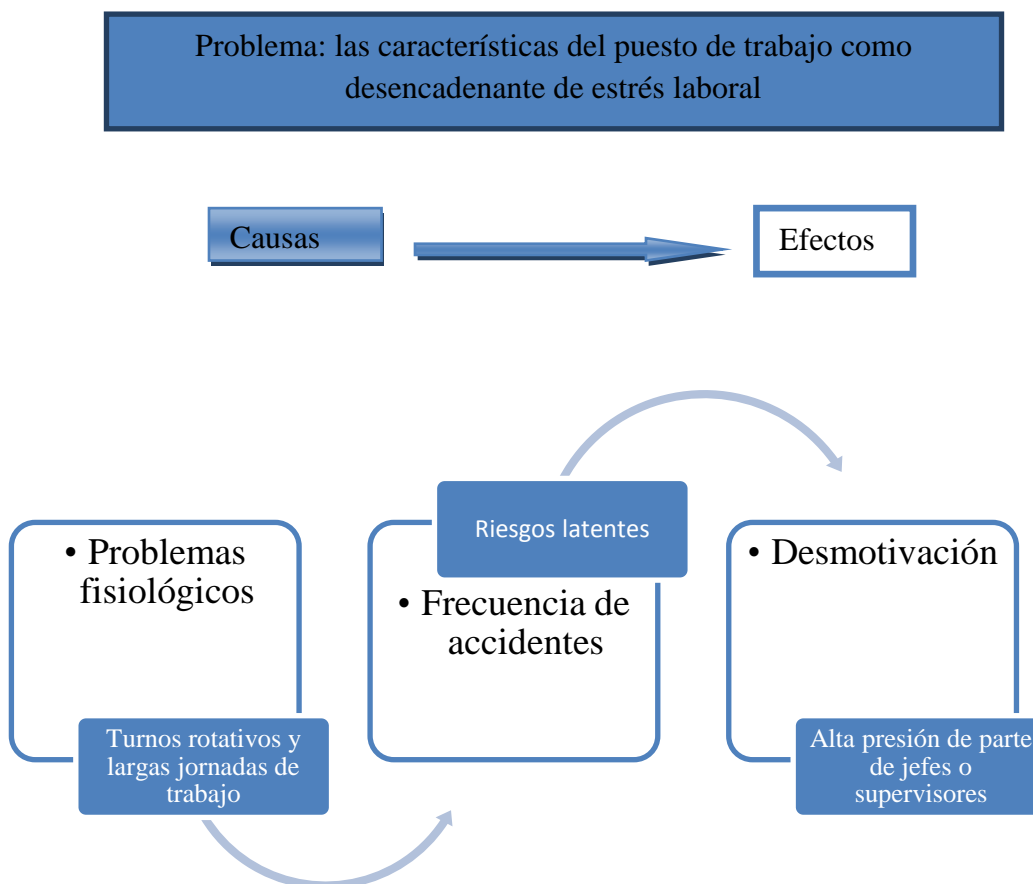 Problema: las características del puesto de trabajo como
desencadenante de estrés laboral
Causas
Efectos
• Problemas
fisiológicos
Turnos rotativos y
largas jornadas de
trabajo
Riesgos latentes
• Frecuencia de
accidentes
• Desmotivación
Alta presión de parte
de jefes o
supervisores